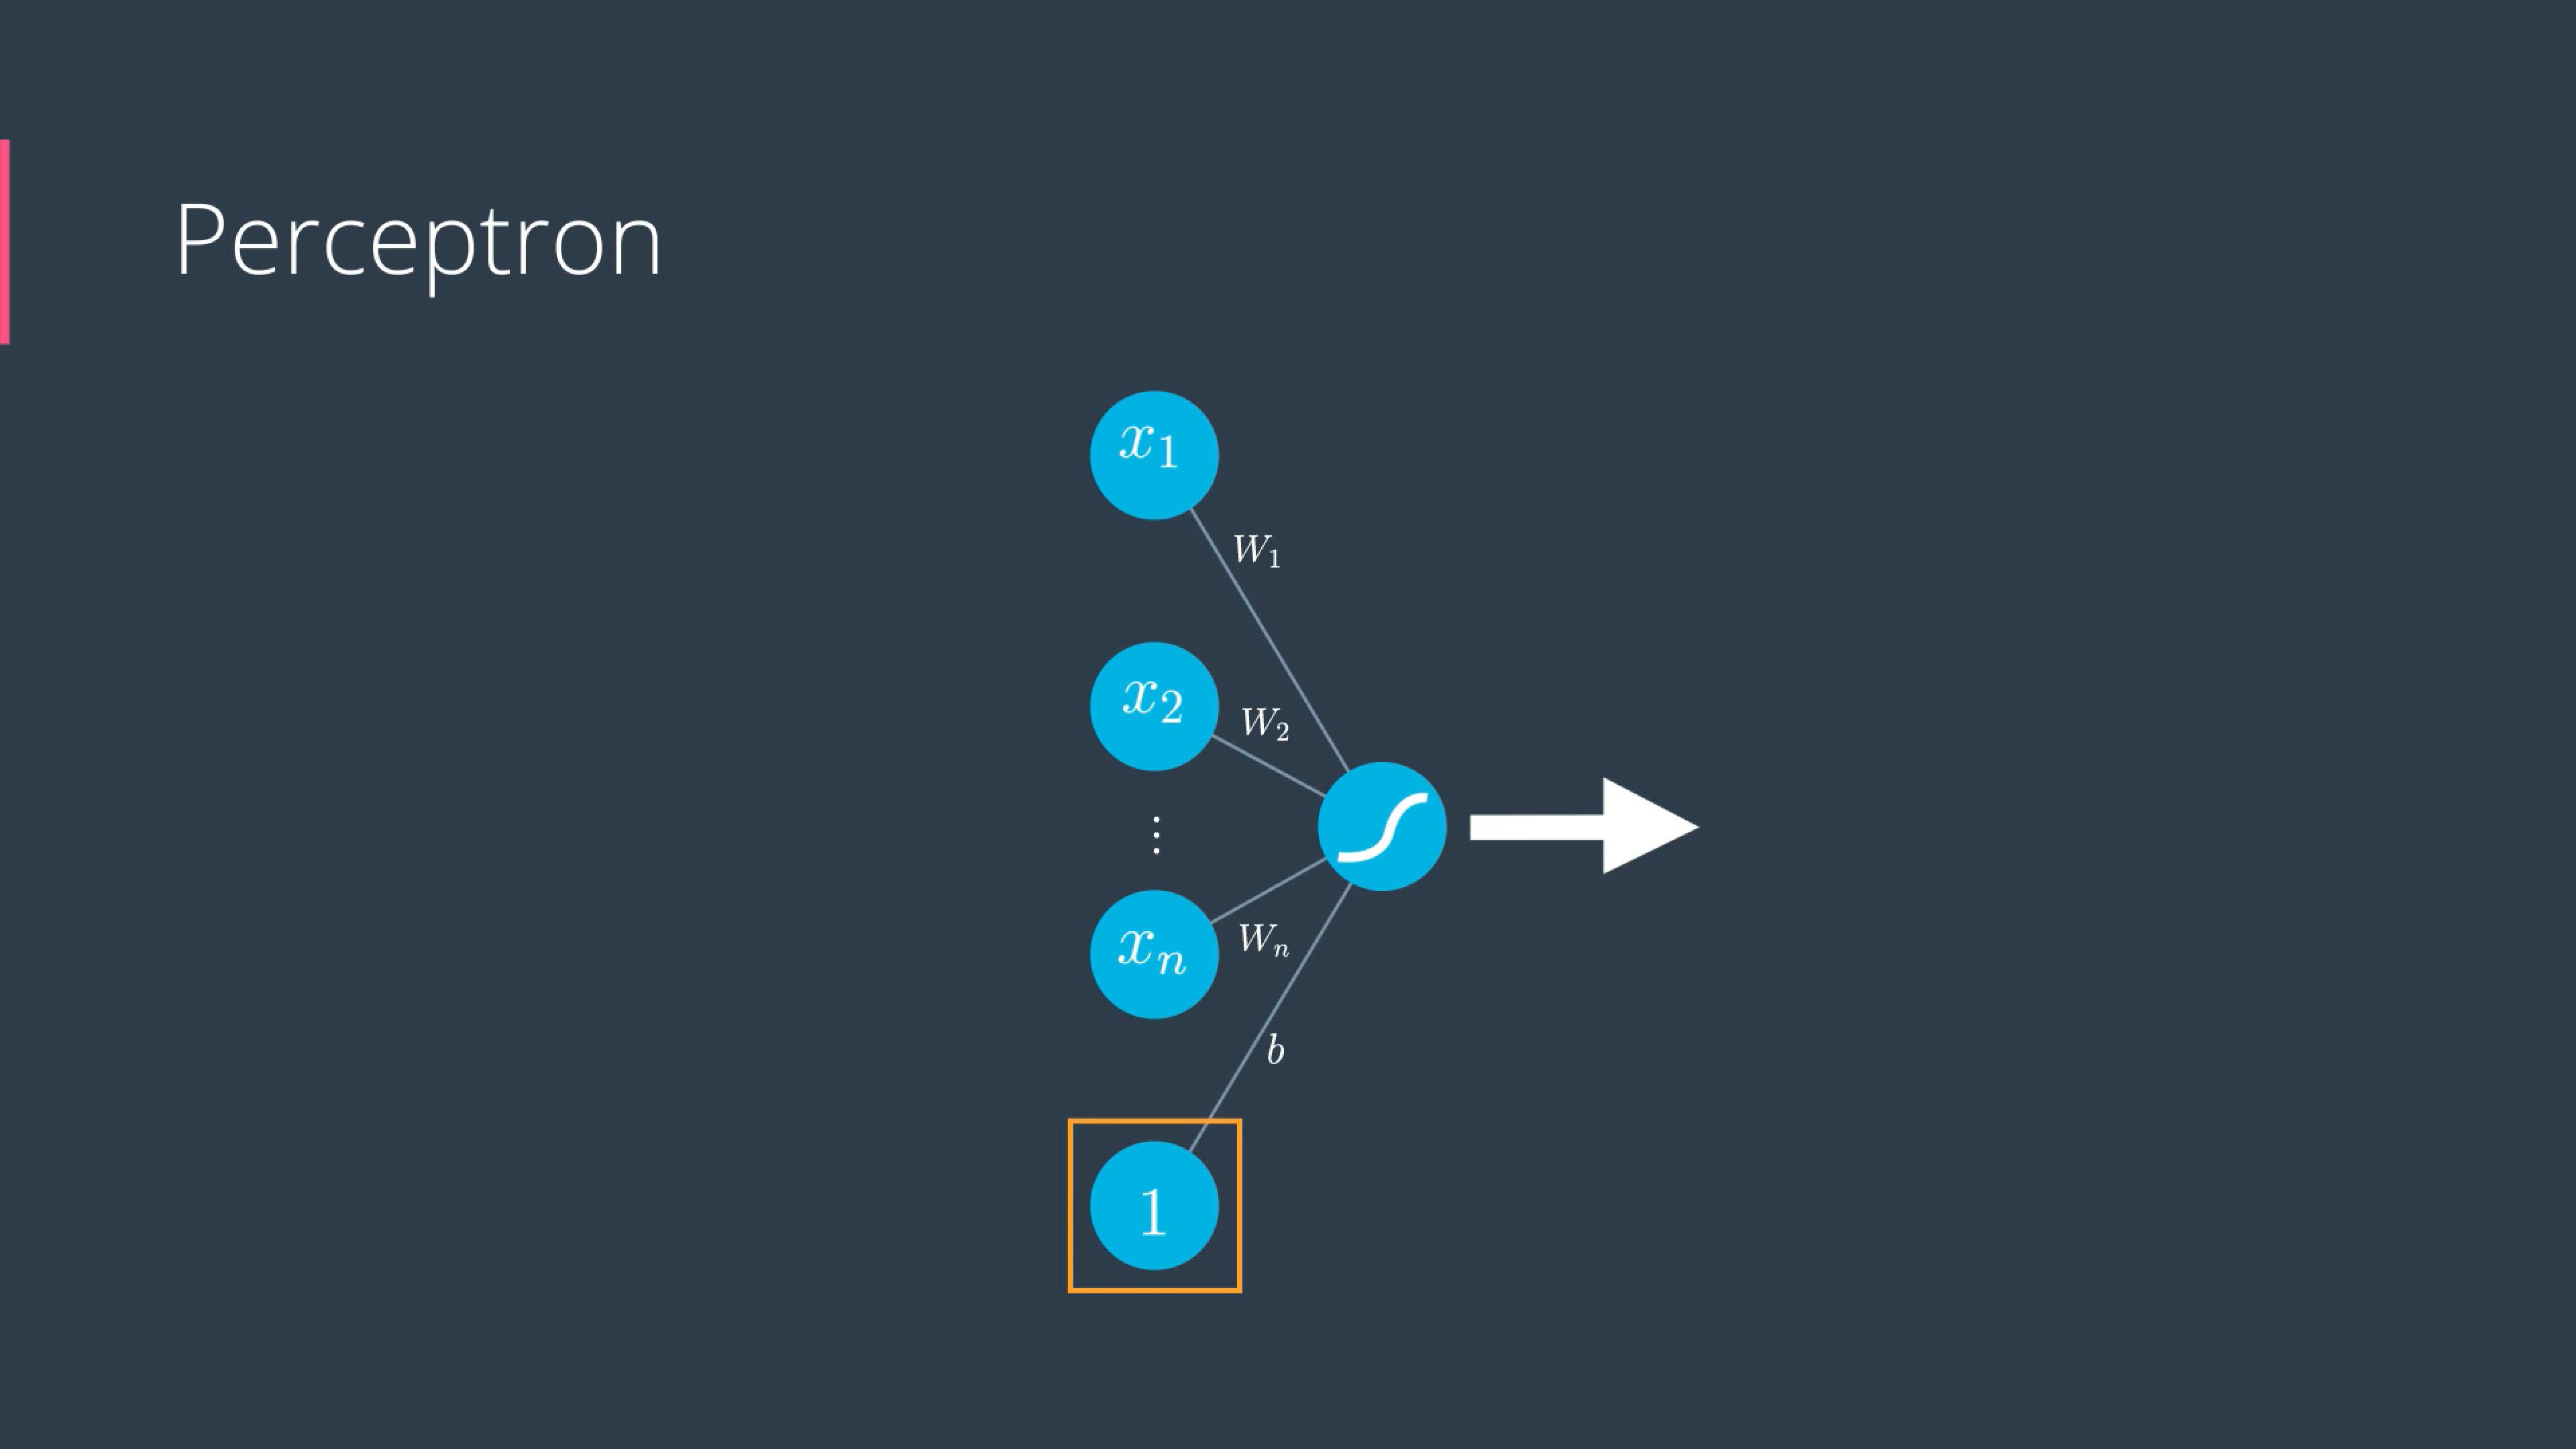 Perceptron
x₁
W₁
x₂
W₂
⋮
xₙ
Wₙ
b
1